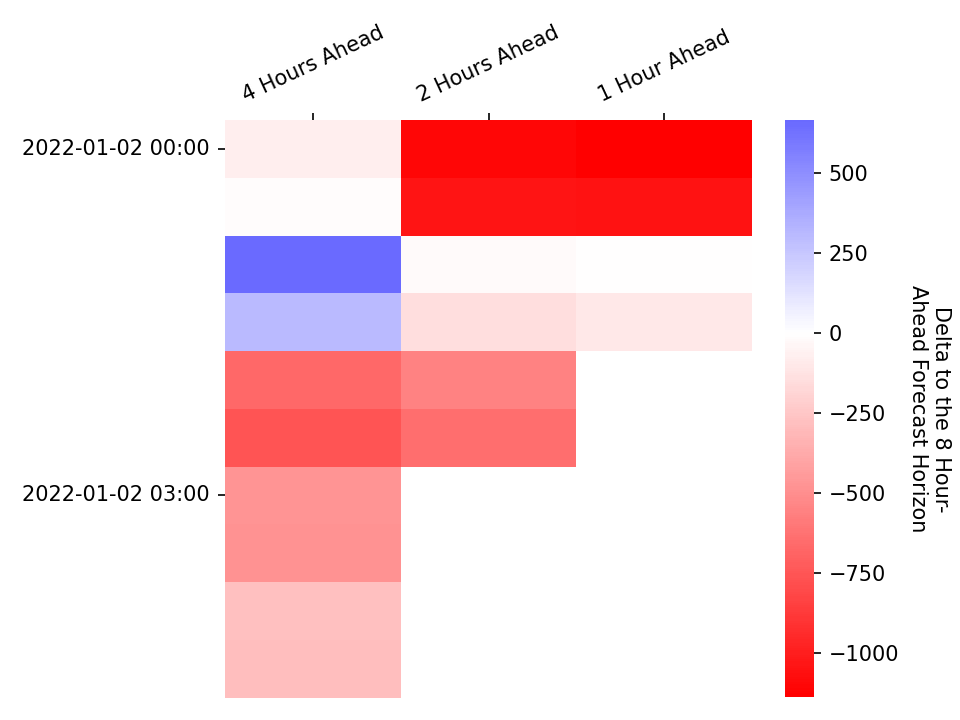 4 Hours Ahead
2 Hours Ahead
1 Hour Ahead
2022-01-02 00:00
2022-01-02 03:00
500
250
0
−250
−500
−750
−1000
Delta to the 8 Hour-
Ahead Forecast Horizon